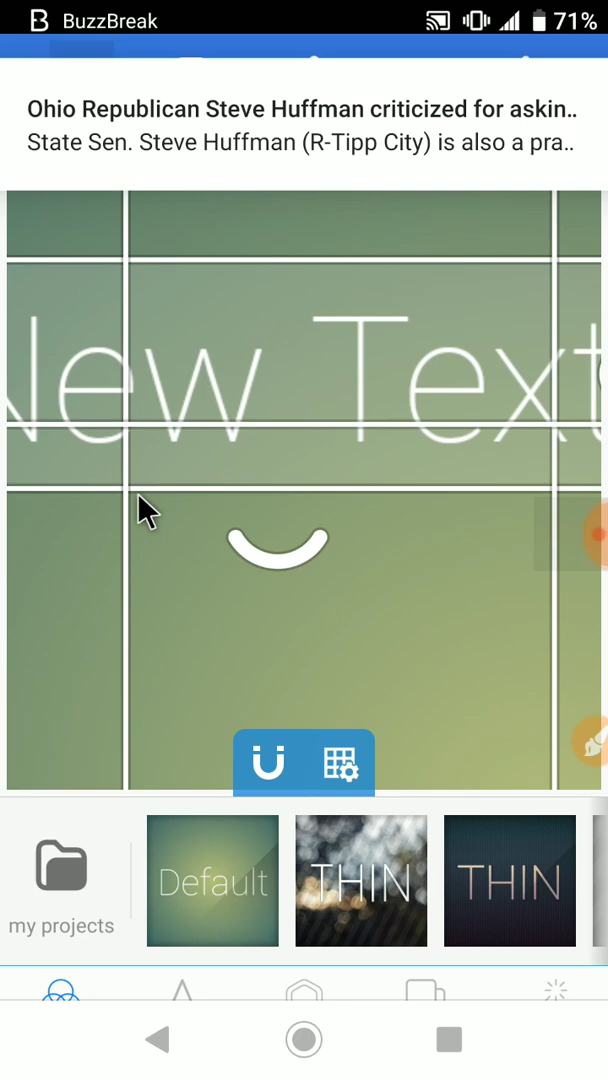 BuzzBreak
71%
Ohio Republican Steve Huffman criticized for askin..
State Sen. Steve Huffman (R-Tipp City) is also a pra..
New Text
my projects
Default
THIN
THIN